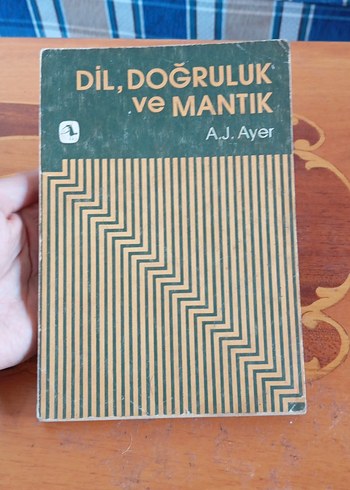 DİL, DOĞRULUK
ve MANTIK
A.J. Ayer